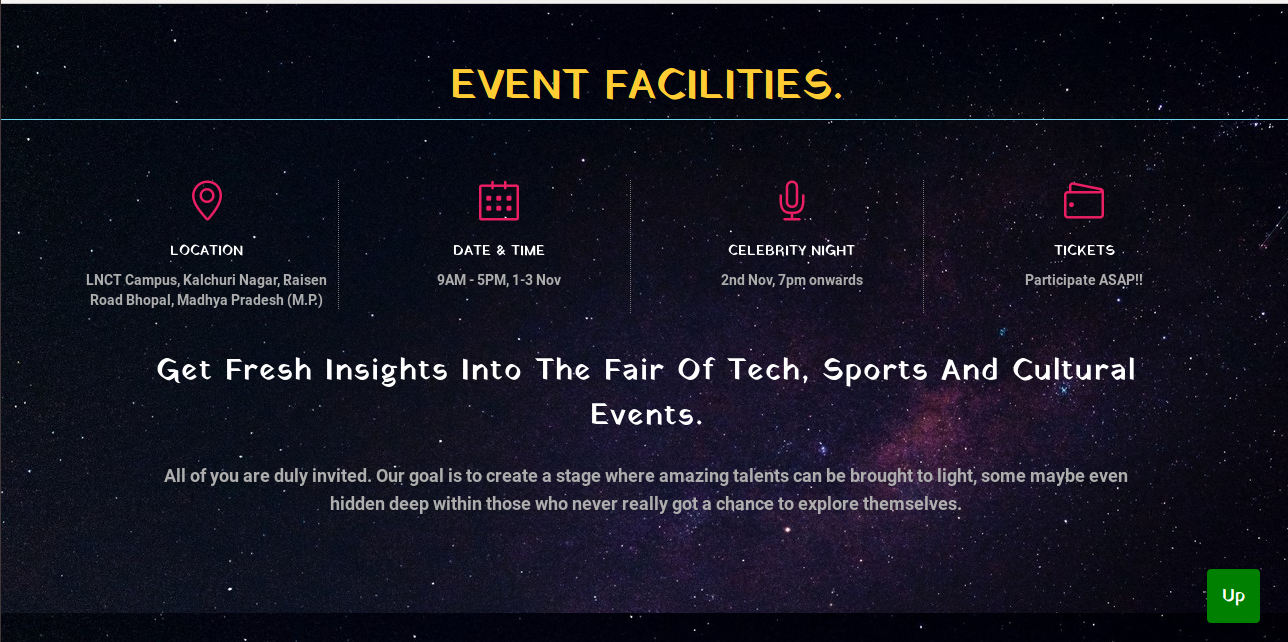 EVENT FACILITIES.
LOCATION
LNCT Campus, Kalchuri Nagar, Raisen
Road Bhopal, Madhya Pradesh (M.P.)
DATE & TIME
9AM - 5PM, 1-3 Nov
CELEBRITY NIGHT
2nd Nov, 7pm onwards
TICKETS
Participate ASAP!!
Get Fresh Insights Into The Fair Of Tech, Sports And Cultural
Events.
All of you are duly invited. Our goal is to create a stage where amazing talents can be brought to light, some maybe even
hidden deep within those who never really got a chance to explore themselves.
Up